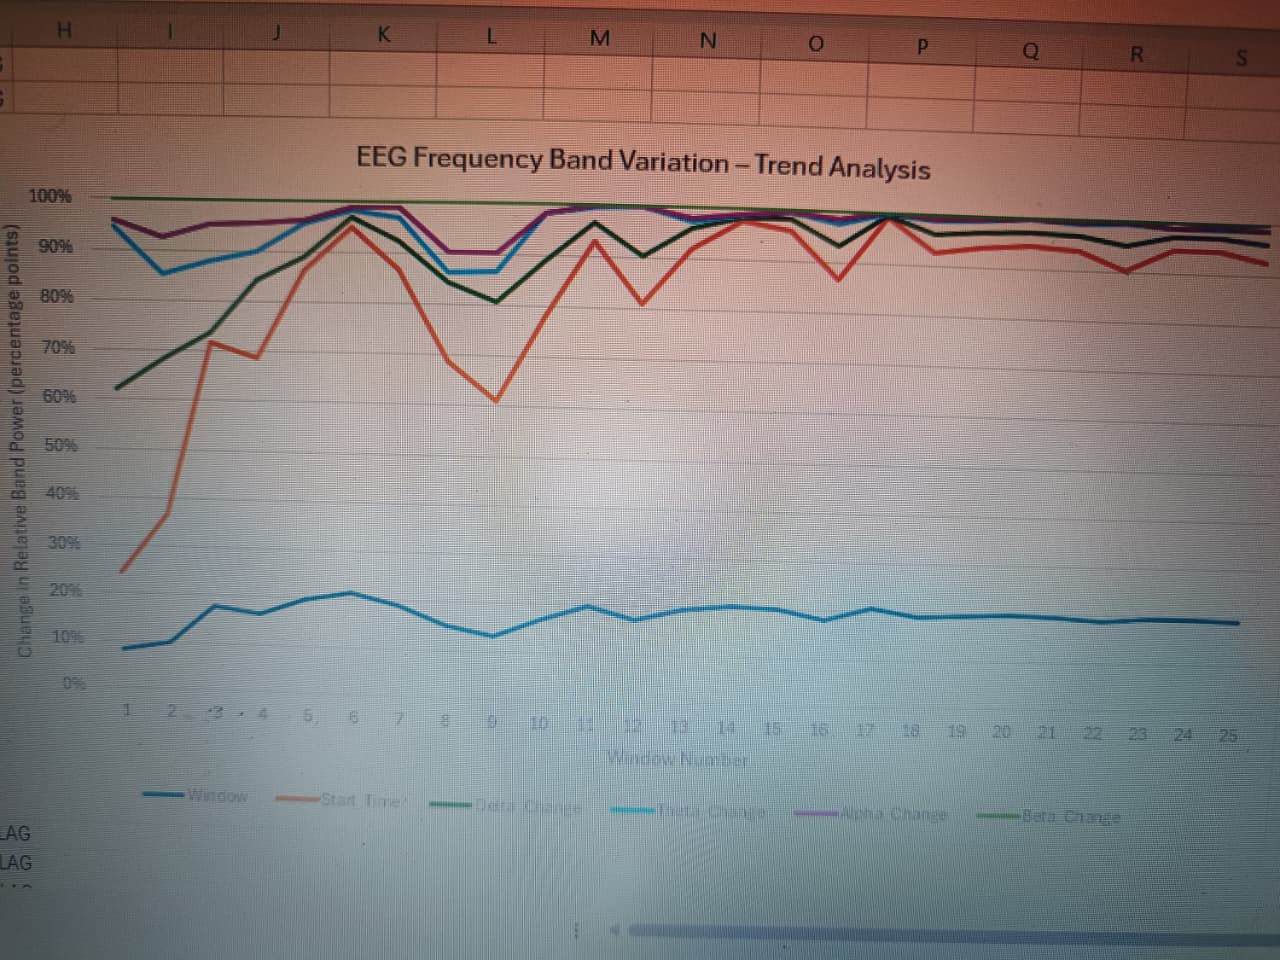 H I J K L M N O P Q R S
EEG Frequency Band Variation – Trend Analysis
Change in Relative Band Power (percentage points)
100%
90%
80%
70%
60%
50%
40%
30%
20%
10%
0%
1 2 3 4 5 6 7 8 9 10 11 12 13 14 15 16 17 18 19 20 21 22 23 24 25
Window Number
Window Start Time Delta Change Theta Change Alpha Change Beta Change
LAG
LAG